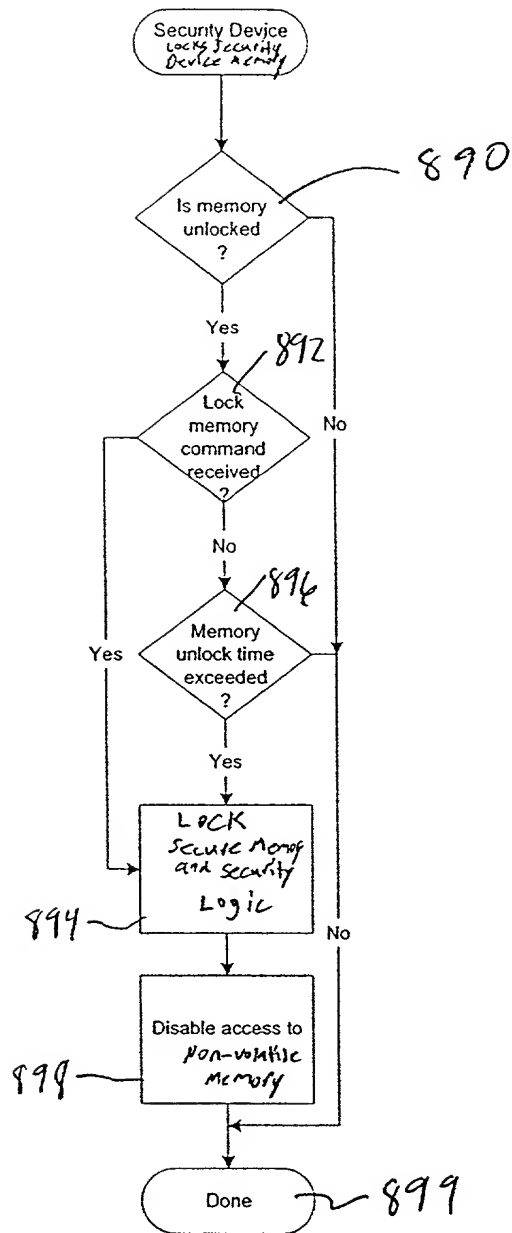 Security Device
Locks Security
Device Memory
890
Is memory
unlocked
?
Yes
892
No
Lock
memory
command
received
?
No
896
Yes
Memory
unlock time
exceeded
?
Yes
LOCK
Secure Memory
and security
Logic
894
No
Disable access to
Non-volatile
Memory
898
Done
899